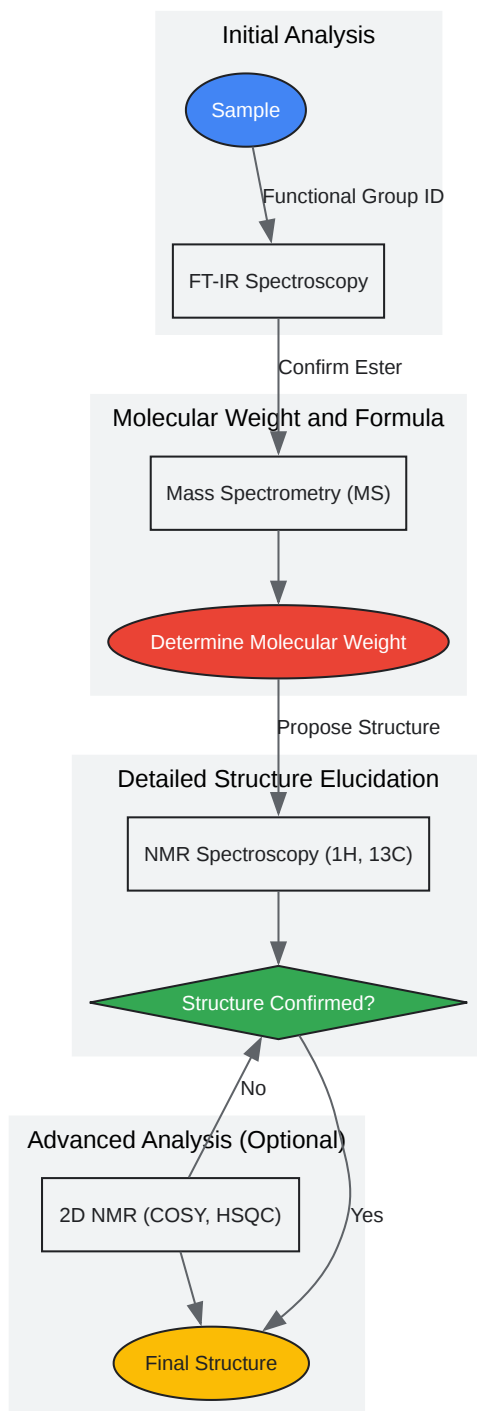 Initial Analysis
Sample
Functional Group ID
FT-IR Spectroscopy
Confirm Ester
Molecular Weight and Formula
Mass Spectrometry (MS)
Determine Molecular Weight
Propose Structure
Detailed Structure Elucidation
NMR Spectroscopy (1H, 13C)
Structure Confirmed?
No
Advanced Analysis (Optional)
2D NMR (COSY, HSQC)
Yes
Final Structure